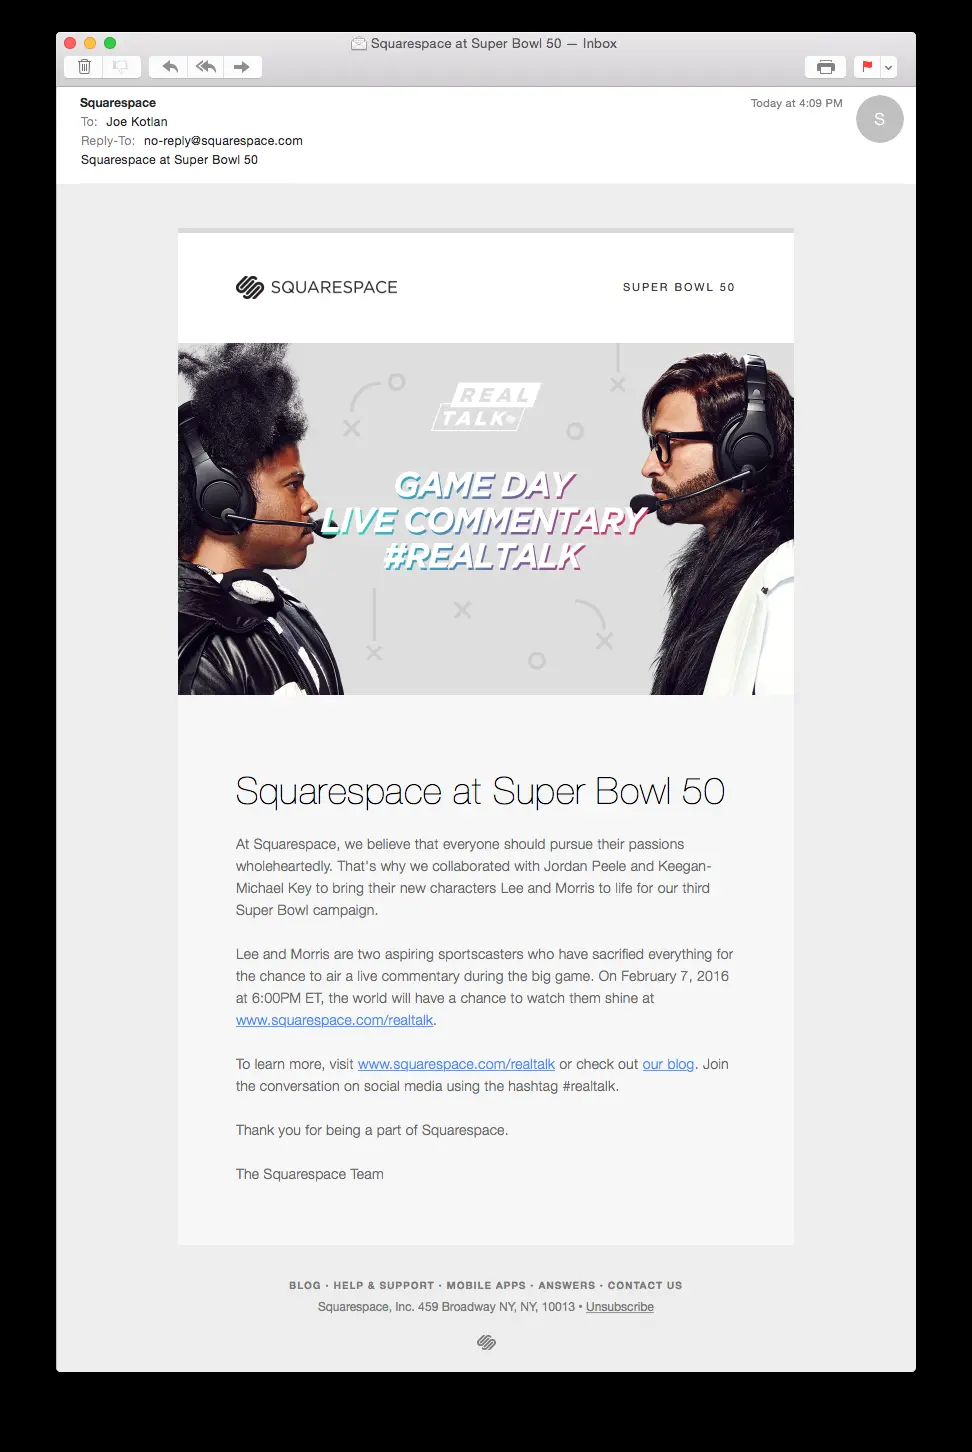 Squarespace at Super Bowl 50 — Inbox
Squarespace
Today at 4:09 PM
S
To: Joe Kotlan
Reply-To: no-reply@squarespace.com
Squarespace at Super Bowl 50
SQUARESPACE
SUPER BOWL 50
REAL
TALK
GAME DAY
LIVE COMMENTARY
#REALTALK
Squarespace at Super Bowl 50
At Squarespace, we believe that everyone should pursue their passions
wholeheartedly. That's why we collaborated with Jordan Peele and Keegan-
Michael Key to bring their new characters Lee and Morris to life for our third
Super Bowl campaign.
Lee and Morris are two aspiring sportscasters who have sacrified everything for
the chance to air a live commentary during the big game. On February 7, 2016
at 6:00PM ET, the world will have a chance to watch them shine at
www.squarespace.com/realtalk.
To learn more, visit www.squarespace.com/realtalk or check out our blog. Join
the conversation on social media using the hashtag #realtalk.
Thank you for being a part of Squarespace.
The Squarespace Team
BLOG · HELP & SUPPORT · MOBILE APPS · ANSWERS · CONTACT US
Squarespace, Inc. 459 Broadway NY, NY, 10013 • Unsubscribe